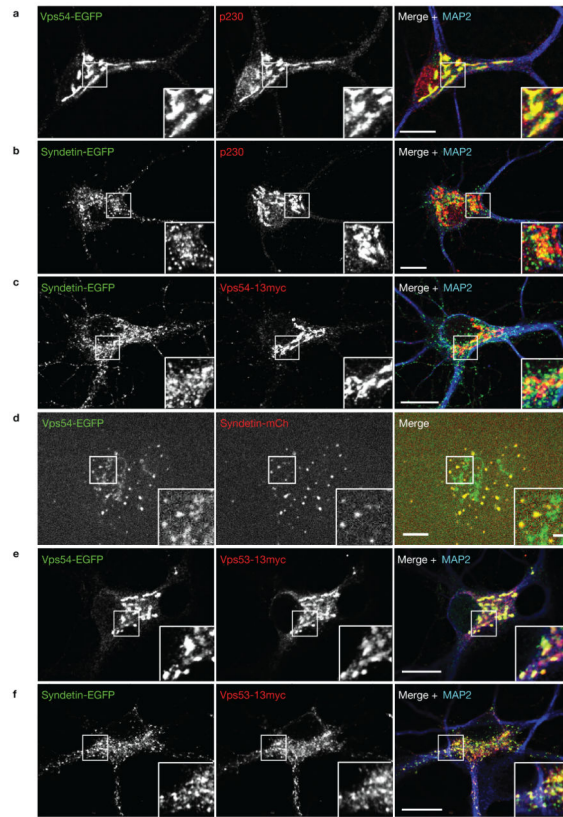 a
Vps54-EGFP
p230
Merge + MAP2
b
Syndetin-EGFP
p230
Merge + MAP2
c
Syndetin-EGFP
Vps54-13myc
Merge + MAP2
d
Vps54-EGFP
Syndetin-mCh
Merge
e
Vps54-EGFP
Vps53-13myc
Merge + MAP2
f
Syndetin-EGFP
Vps53-13myc
Merge + MAP2